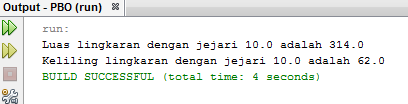 Output - PBO (run)
run:
Luas lingkaran dengan jejari 10.0 adalah 314.0
Keliling lingkaran dengan jejari 10.0 adalah 62.0
BUILD SUCCESSFUL (total time: 4 seconds)